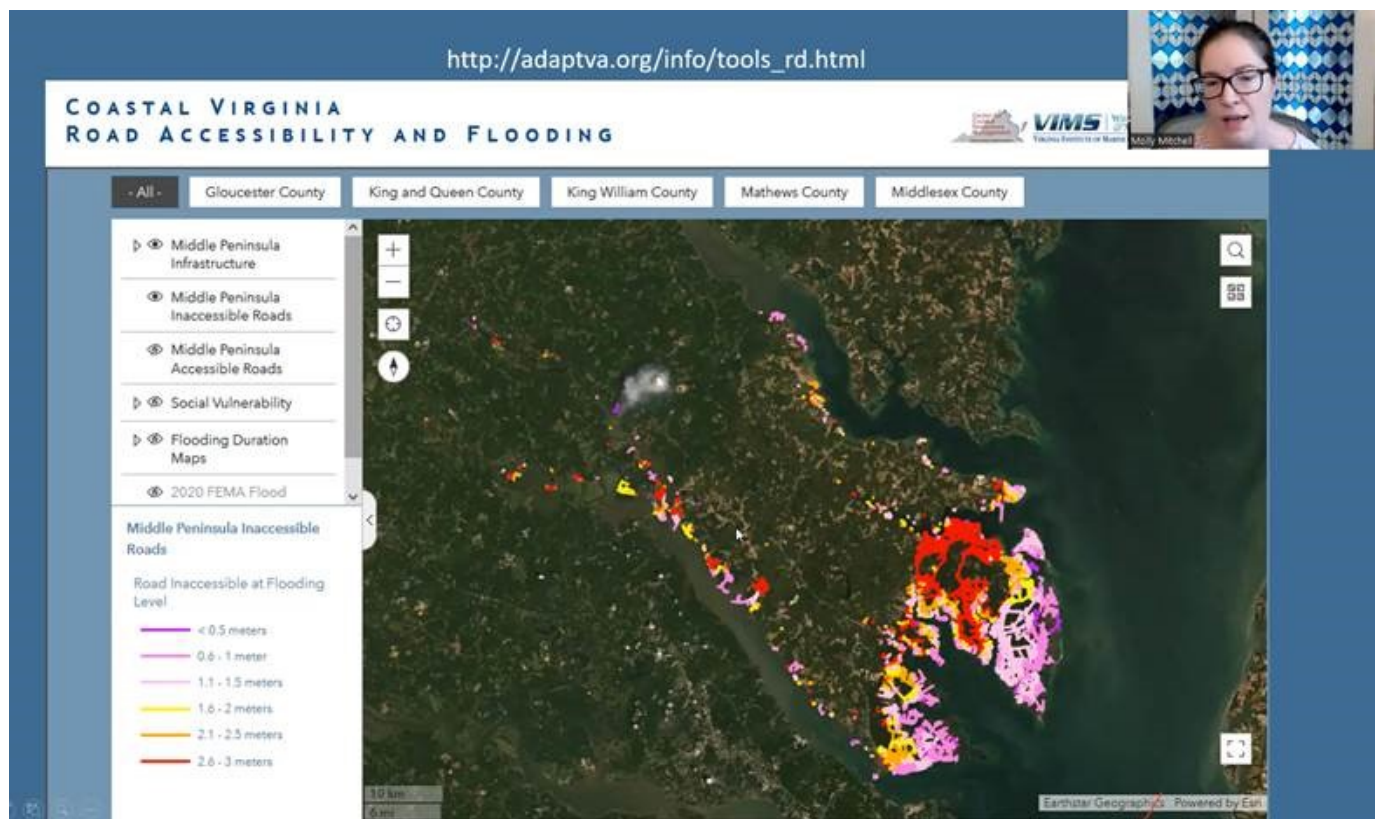 http://adaptva.org/info/tools_rd.html
COASTAL VIRGINIA
ROAD ACCESSIBILITY AND FLOODING
VIMS
Molly Mitchell
- All -
Gloucester County
King and Queen County
King William County
Mathews County
Middlesex County
Middle Peninsula
Infrastructure
Middle Peninsula
Inaccessible Roads
Middle Peninsula
Accessible Roads
Social Vulnerability
Flooding Duration
Maps
2020 FEMA Flood
Middle Peninsula Inaccessible
Roads
Road Inaccessible at Flooding
Level
< 0.5 meters
0.6 - 1 meter
1.1 - 1.5 meters
1.6 - 2 meters
2.1 - 2.5 meters
2.6 - 3 meters
10 km
6 mi
Earthstar Geographics Powered by Esri